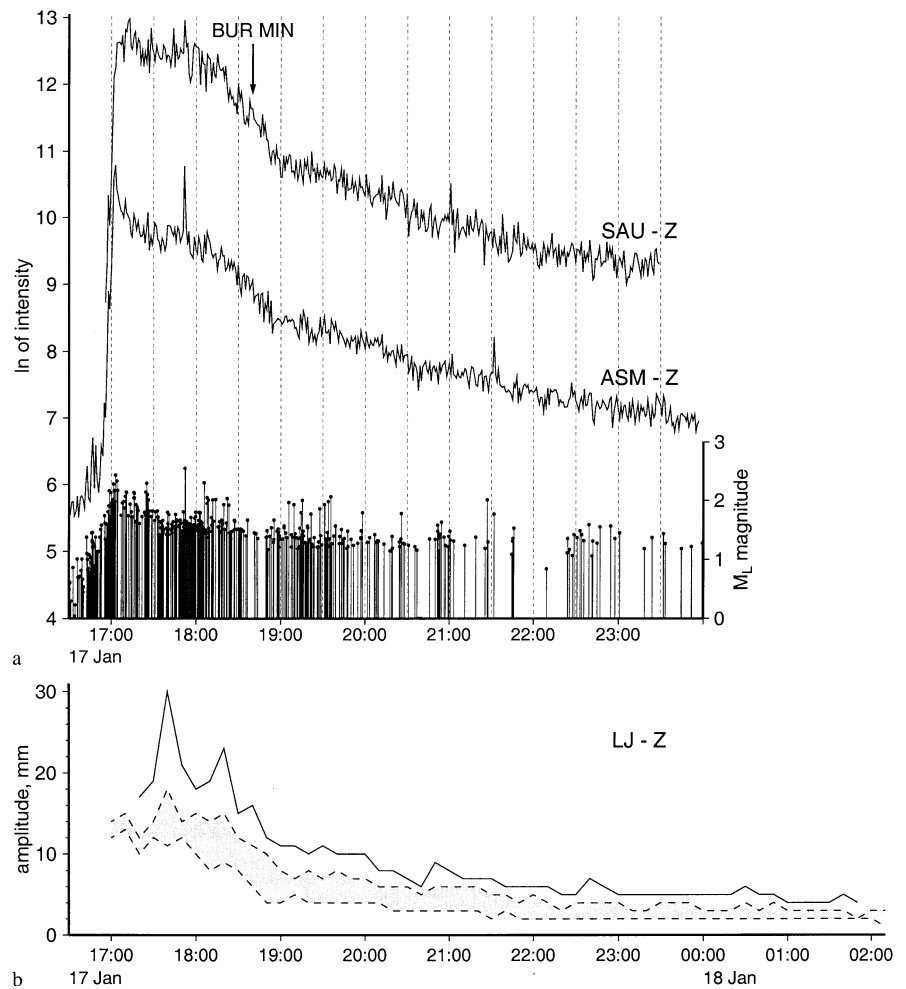 13
BUR MIN
12
11
10
SAU - Z
9
ln of intensity
8
ASM - Z
7
3
6
2
5
1
M_L magnitude
4
0
17:00 18:00 19:00 20:00 21:00 22:00 23:00
a
17 Jan
30
LJ - Z
20
amplitude, mm
10
0
17:00 18:00 19:00 20:00 21:00 22:00 23:00 00:00 01:00 02:00
b
17 Jan 18 Jan